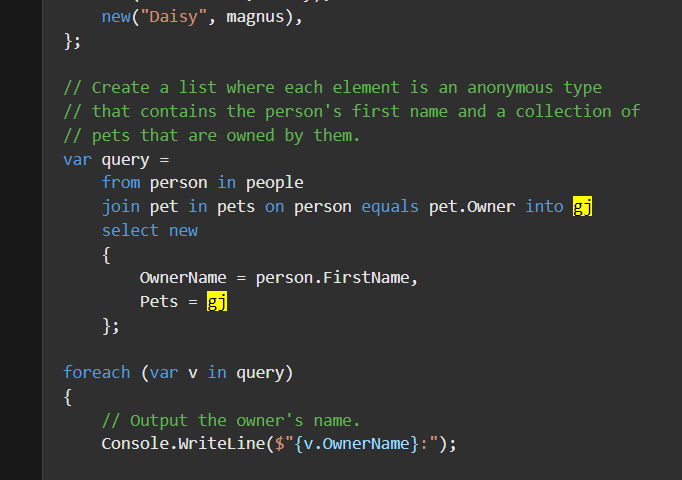 new("Daisy", magnus),
};
// Create a list where each element is an anonymous type
// that contains the person's first name and a collection of
// pets that are owned by them.
var query =
from person in people
join pet in pets on person equals pet.Owner into gj
select new
{
OwnerName = person.FirstName,
Pets = gj
};
foreach (var v in query)
{
// Output the owner's name.
Console.WriteLine($"{v.OwnerName}:");